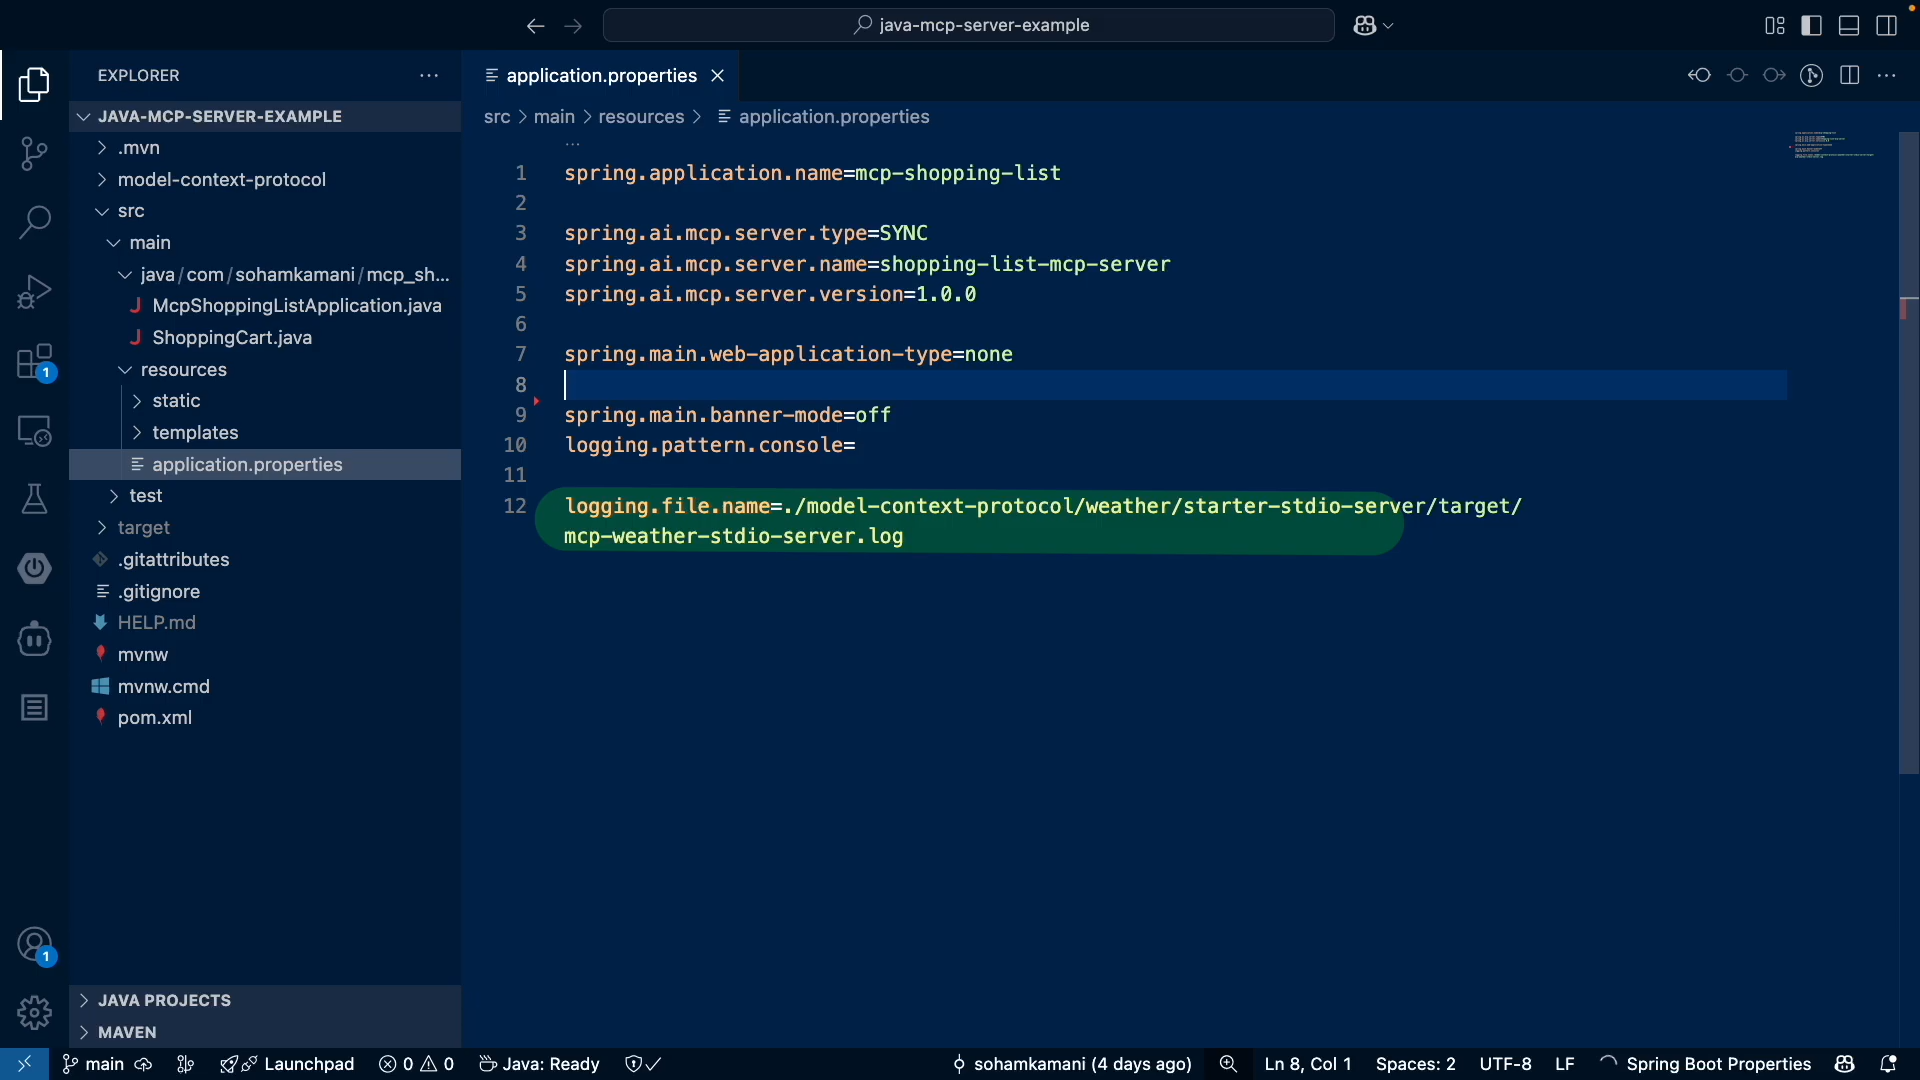 java-mcp-server-example
EXPLORER
JAVA-MCP-SERVER-EXAMPLE
.mvn
model-context-protocol
src
main
java/com/sohamkamani/mcp_sh...
McpShoppingListApplication.java
ShoppingCart.java
resources
static
templates
application.properties
test
target
.gitattributes
.gitignore
HELP.md
mvnw
mvnw.cmd
pom.xml
JAVA PROJECTS
MAVEN
1
1
application.properties
src > main > resources > application.properties
...
1 spring.application.name=mcp-shopping-list
2
3 spring.ai.mcp.server.type=SYNC
4 spring.ai.mcp.server.name=shopping-list-mcp-server
5 spring.ai.mcp.server.version=1.0.0
6
7 spring.main.web-application-type=none
8
9 spring.main.banner-mode=off
10 logging.pattern.console=
11
12 logging.file.name=./model-context-protocol/weather/starter-stdio-server/target/
mcp-weather-stdio-server.log
main Launchpad 0 0 Java: Ready sohamkamani (4 days ago) Ln 8, Col 1 Spaces: 2 UTF-8 LF Spring Boot Properties